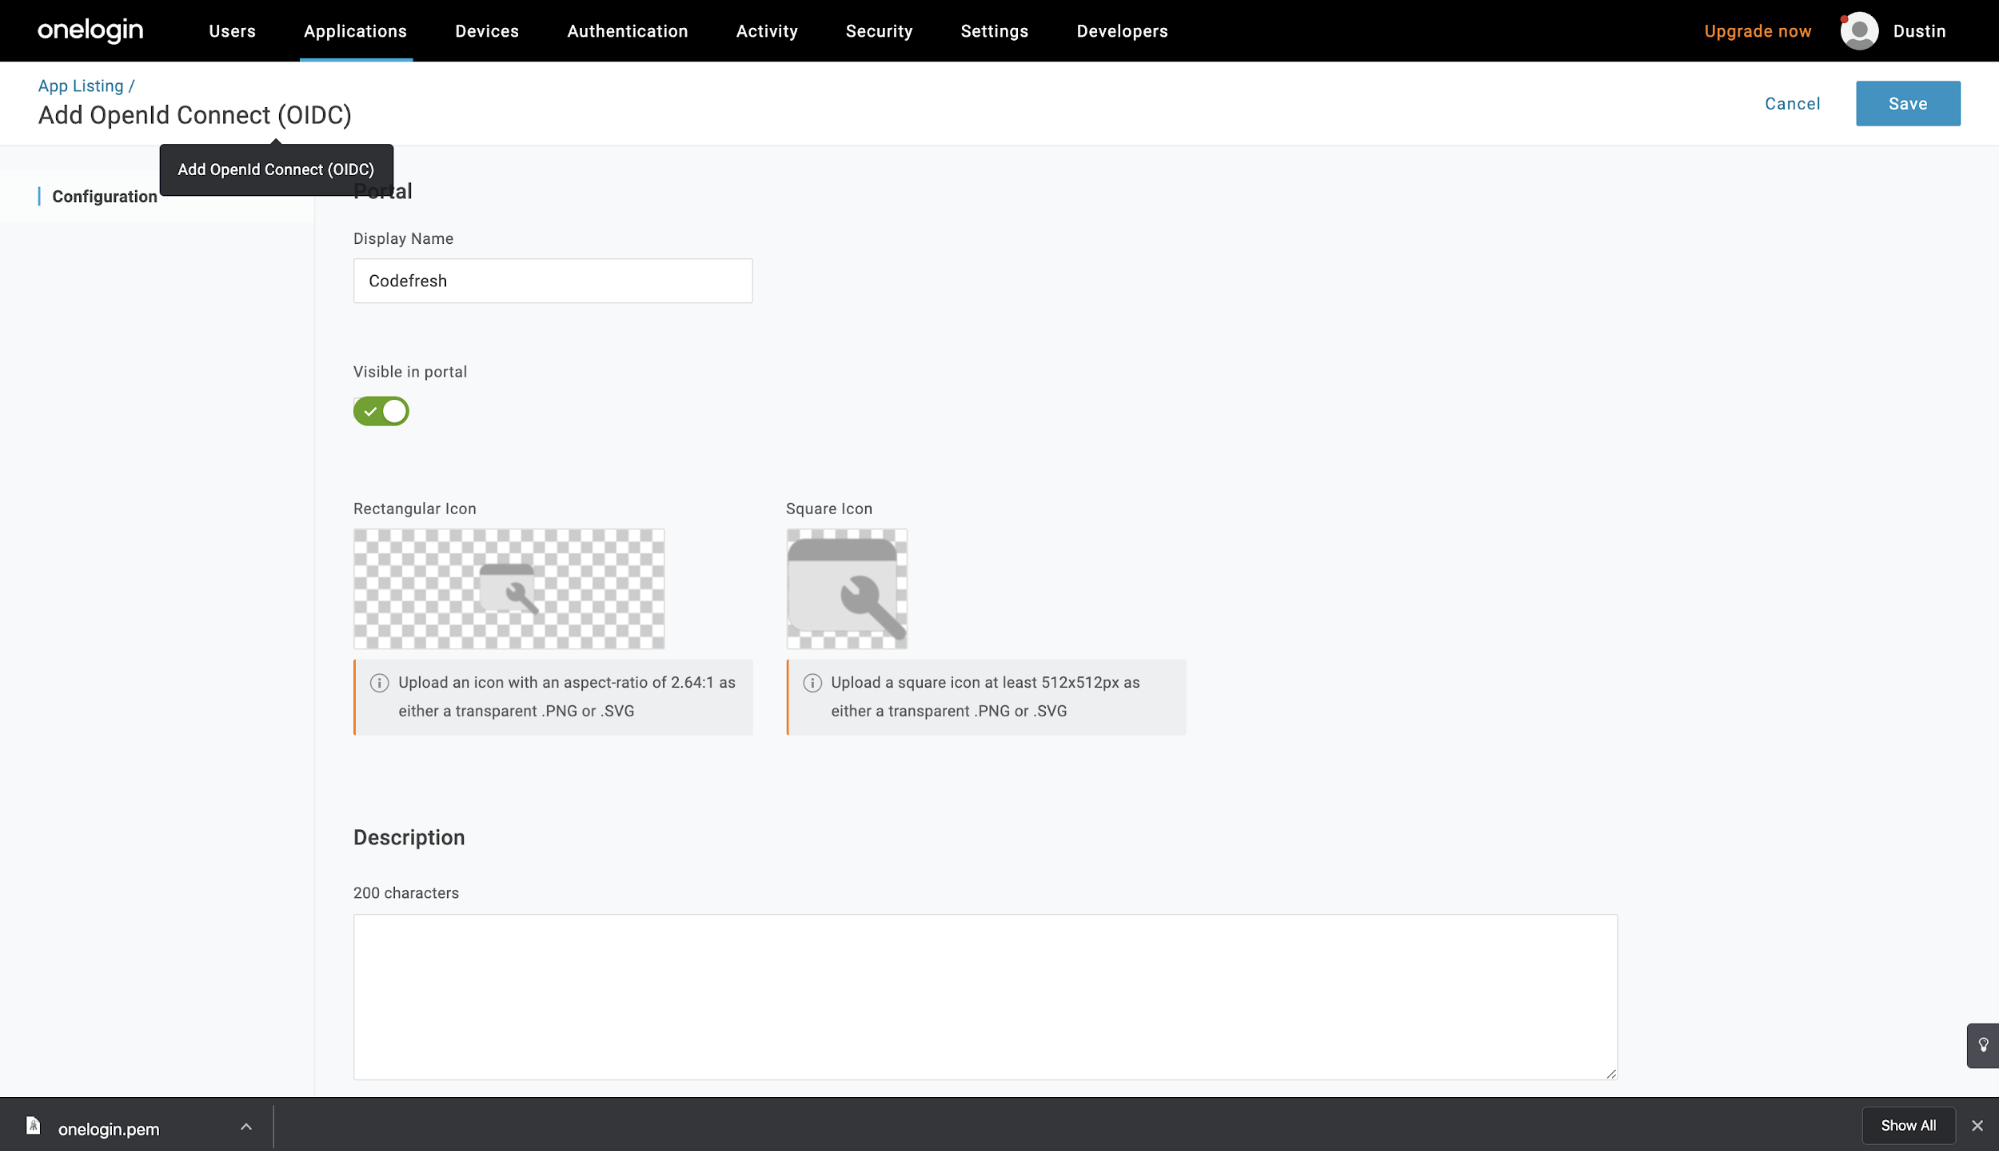 onelogin Users Applications Devices Authentication Activity Security Settings Developers Upgrade now Dustin
App Listing /
Add OpenId Connect (OIDC)
Cancel Save
Add OpenId Connect (OIDC)
Configuration
Portal
Display Name
Codefresh
Visible in portal
Rectangular Icon
Square Icon
Upload an icon with an aspect-ratio of 2.64:1 as
either a transparent .PNG or .SVG
Upload a square icon at least 512x512px as
either a transparent .PNG or .SVG
Description
200 characters
onelogin.pem
Show All